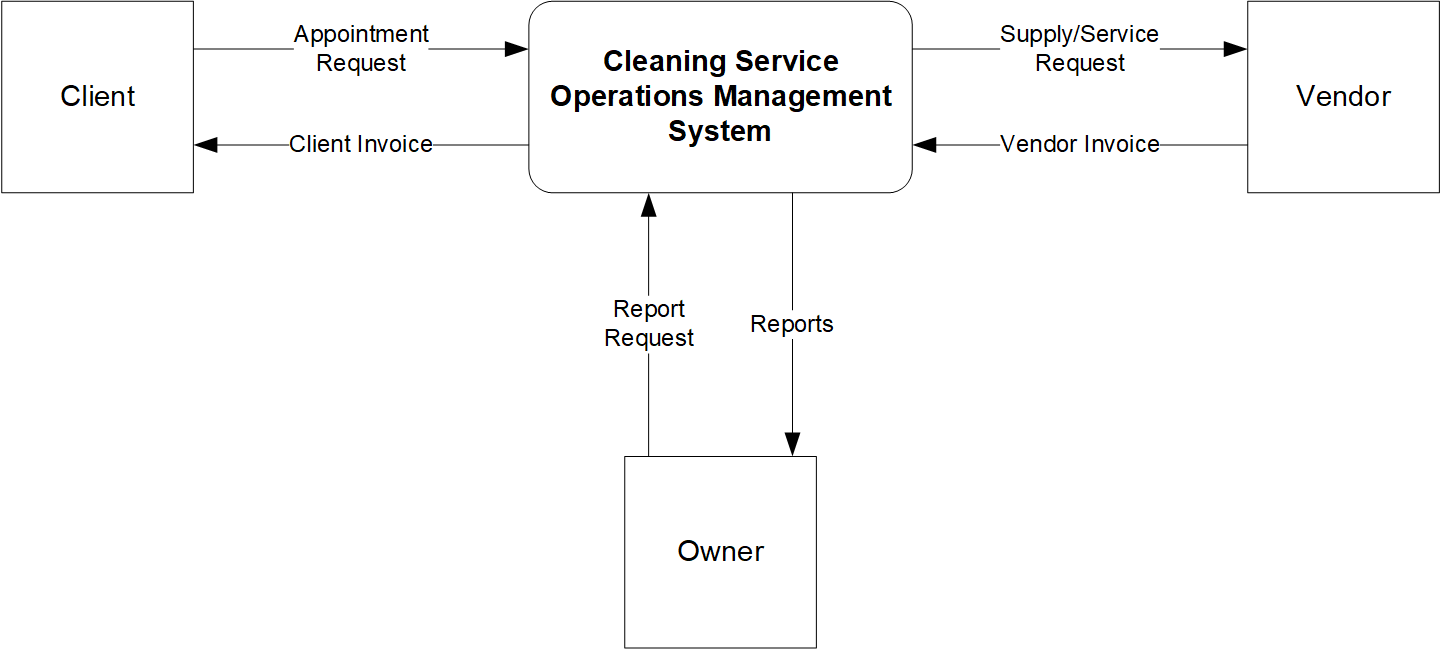 Client
Appointment
Request
Client Invoice
Cleaning Service
Operations Management
System
Supply/Service
Request
Vendor Invoice
Vendor
Report
Request
Reports
Owner